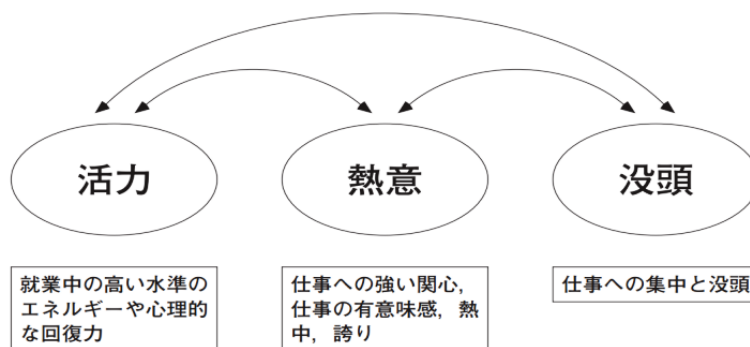 活力
熱意
没頭
就業中の高い水準の
エネルギーや心理的
な回復力
仕事への強い関心,
仕事の有意味感, 熱
中, 誇り
仕事への集中と没頭